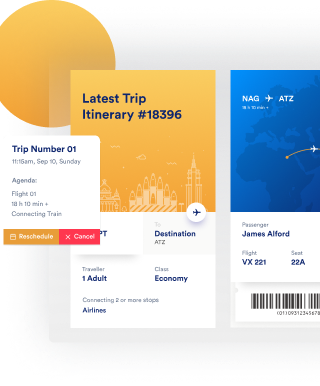 Latest Trip
Itinerary #18396
NAG ATZ
18 h 10 min +
Trip Number 01
11:15am, Sep 10, Sunday
Agenda:
Flight 01
18 h 10 min +
Connecting Train
Reschedule
Cancel
PT
To
Destination
ATZ
Traveller
1 Adult
Class
Economy
Connecting 2 or more stops
Airlines
Passenger
James Alford
Flight
VX 221
Seat
22A